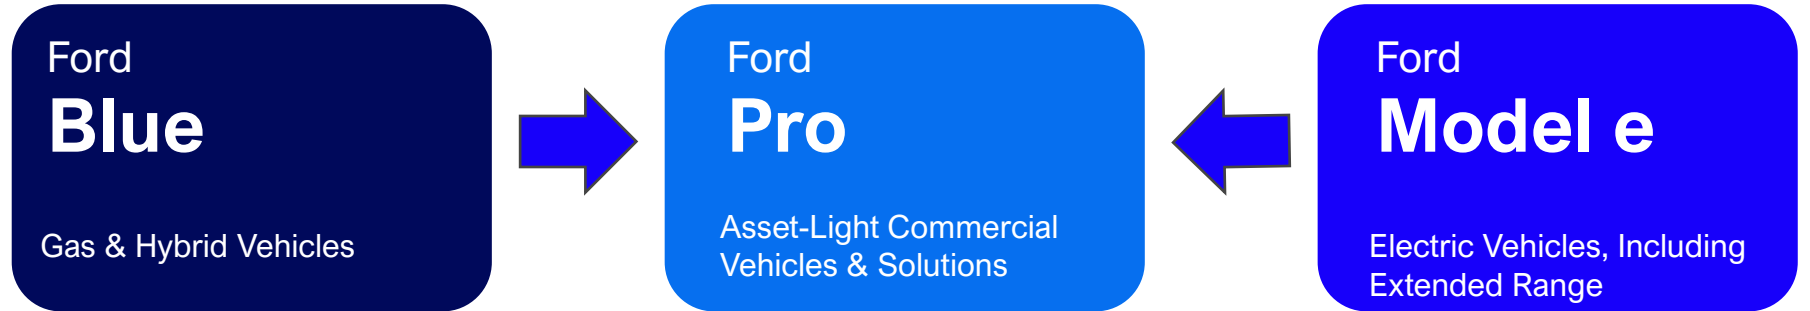 Ford
Blue
Gas & Hybrid Vehicles
Ford
Pro
Asset-Light Commercial
Vehicles & Solutions
Ford
Model e
Electric Vehicles, Including
Extended Range